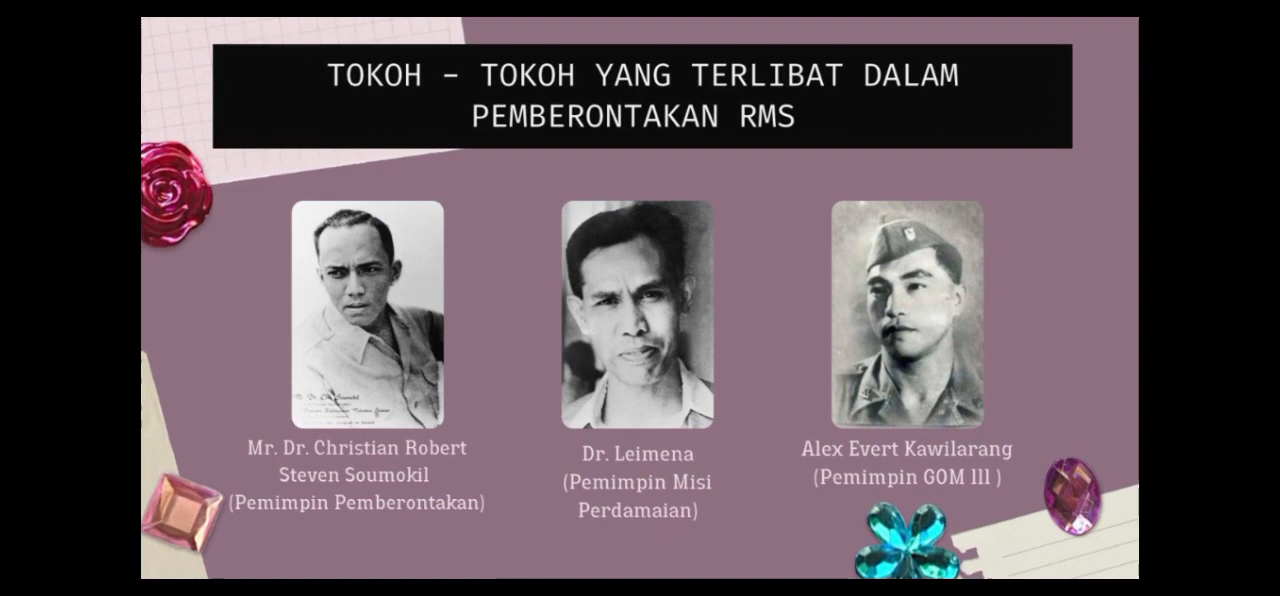 TOKOH - TOKOH YANG TERLIBAT DALAM
PEMBERONTAKAN RMS
Mr. Dr. Christian Robert
Steven Soumokil
(Pemimpin Pemberontakan)
Dr. Leimena
(Pemimpin Misi
Perdamaian)
Alex Evert Kawilarang
(Pemimpin GOM lll )